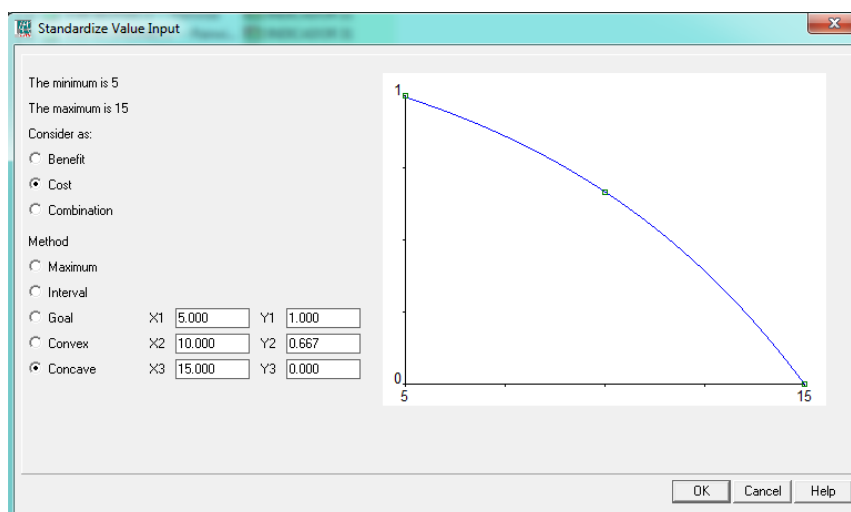 Standardize Value Input
The minimum is 5
The maximum is 15
Consider as:
Benefit
Cost
Combination
Method
Maximum
Interval
Goal X1 5.000 Y1 1.000
Convex X2 10.000 Y2 0.667
Concave X3 15.000 Y3 0.000
1
0
5 15
OK Cancel Help